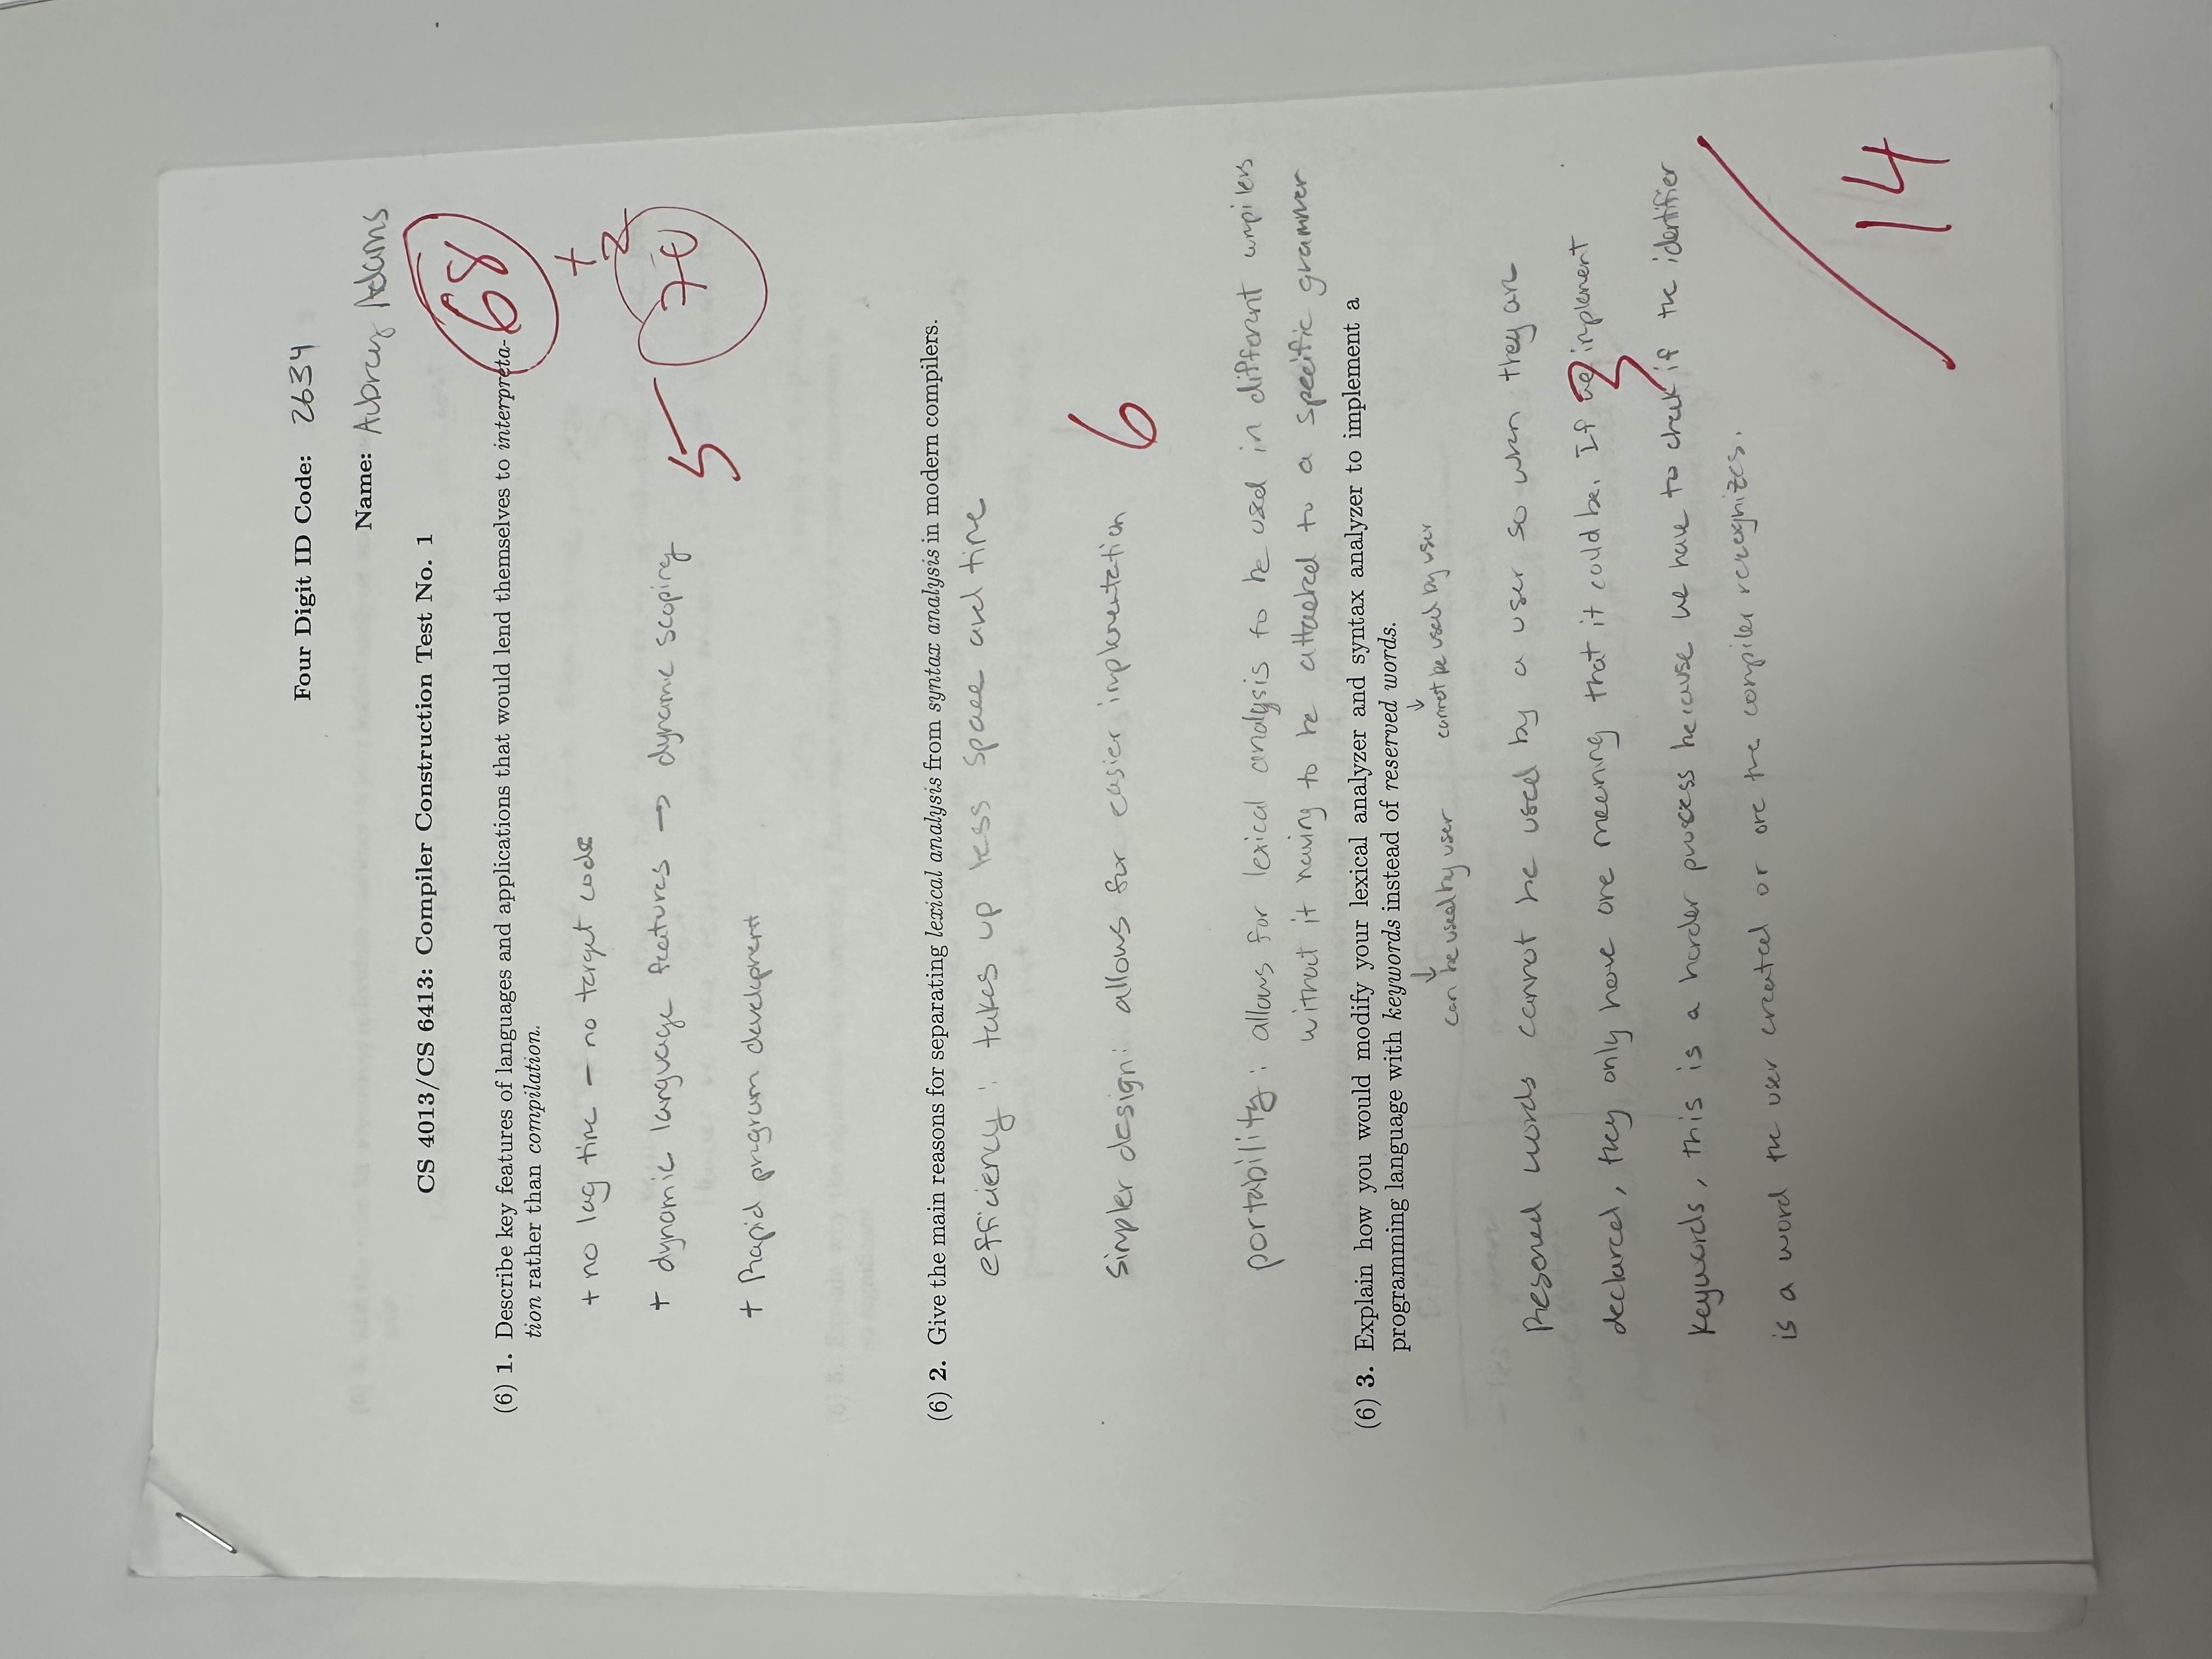 Four Digit ID Code: 2634
Name: Aubrey Adams
CS 4013/CS 6413: Compiler Construction Test No. 1
68
(6) 1. Describe key features of languages and applications that would lend themselves to interpreta-
tion rather than compilation.
+ no lag time - no target code
+
2
+ dynamic language features → dynamic scoping
5
70
+ Rapid program development
(6) 2. Give the main reasons for separating lexical analysis from syntax analysis in modern compilers.
efficiency: takes up less space and time
simpler design: allows for easier implementation
6
portability: allows for lexical analysis to be used in different compilers
without it having to be attached to a specific grammer
(6) 3. Explain how you would modify your lexical analyzer and syntax analyzer to implement a
programming language with keywords instead of reserved words.
↓ ↓
can be used by user cannot be used by user
Reserved words cannot be used by a user so when they are
declared, they only have one meaning that it could be. If we implement
3
keywords, this is a harder process because we have to check if the identifier
is a word the user created or one the compiler recognizes.
/14